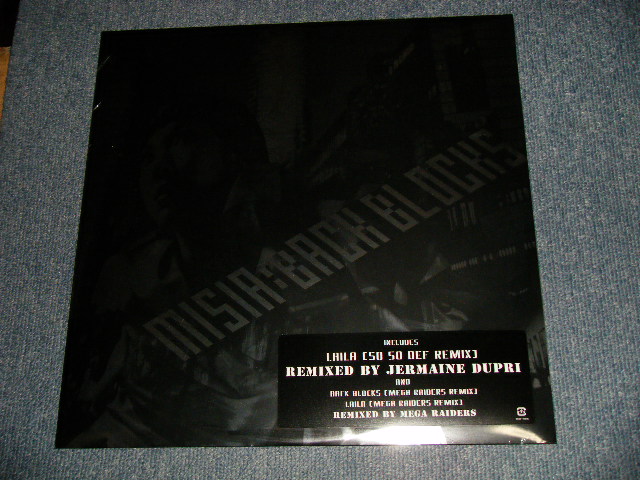 MISIA:BACK BLOCKS
INCLUDES
LAILA [SO SO DEF REMIX]
REMIXED BY JERMAINE DUPRI
AND
BACK BLOCKS [MEGA RAIDERS REMIX]
LAILA [MEGA RAIDERS REMIX]
REMIXED BY MEGA RAIDERS